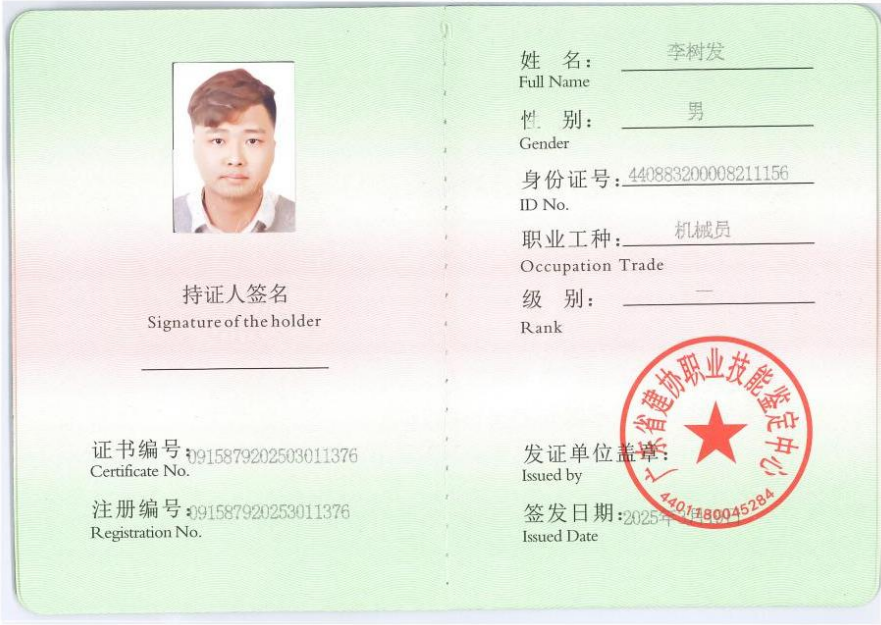 持证人签名
Signature of the holder
证书编号:0915879202503011376
Certificate No.
注册编号:091587920253011376
Registration No.
姓 名: 李树发
Full Name
性 别: 男
Gender
身份证号:440883200008211156
ID No.
职业工种: 机械员
Occupation Trade
级 别: 一
Rank
广东省建协职业技能鉴定中心
4401180045284
发证单位盖章:
Issued by
签发日期:2025年
Issued Date